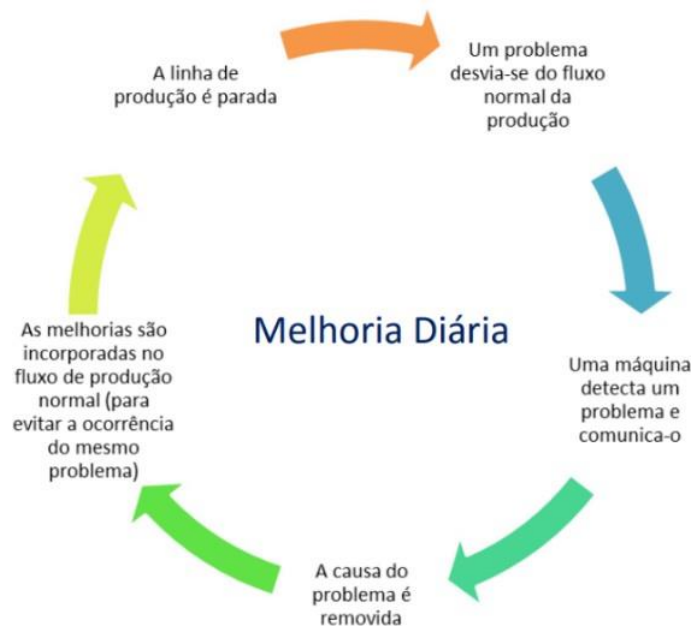 A linha de
produção é parada
Um problema
desvia-se do fluxo
normal da
produção
Melhoria Diária
Uma máquina
detecta um
problema e
comunica-o
As melhorias são
incorporadas no
fluxo de produção
normal (para
evitar a ocorrência
do mesmo
problema)
A causa do
problema é
removida